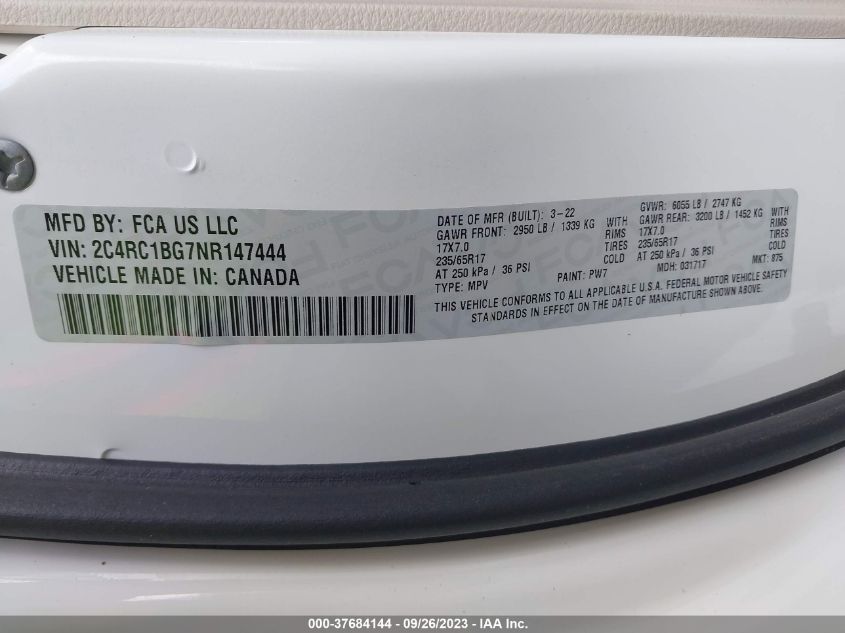 MFD BY: FCA US LLC
VIN: 2C4RC1BG7NR147444
VEHICLE MADE IN: CANADA
DATE OF MFR (BUILT): 3-22 GVWR: 6055 LB / 2747 KG
GAWR FRONT: 2950 LB / 1339 KG WITH GAWR REAR: 3200 LB / 1452 KG WITH
17X7.0 RIMS 17X7.0 RIMS
235/65R17 TIRES 235/65R17 TIRES
AT 250 kPa / 36 PSI COLD AT 250 kPa / 36 PSI COLD
TYPE: MPV PAINT: PW7 MDH: 031717 MKT: 875
THIS VEHICLE CONFORMS TO ALL APPLICABLE U.S.A. FEDERAL MOTOR VEHICLE SAFETY
STANDARDS IN EFFECT ON THE DATE OF MANUFACTURE SHOWN ABOVE.
000-37684144 - 09/26/2023 - IAA Inc.